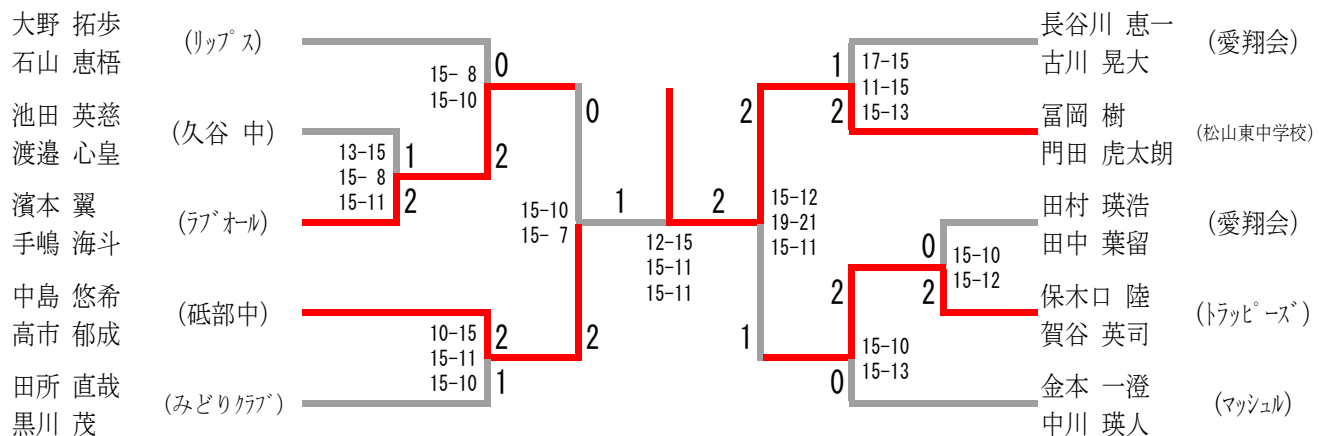 大野 拓歩
石山 恵梧
(ﾘｯﾌﾟｽ)
池田 英慈
渡邉 心皇
(久谷 中)
濱本 翼
手嶋 海斗
(ﾗﾌﾞｵｰﾙ)
中島 悠希
高市 郁成
(砥部中)
田所 直哉
黒川 茂
(みどりｸﾗﾌﾞ)
0
15- 8
15-10
2
1
13-15
15- 8
15-11
2
0
15-10
15- 7
2
2
10-15
15-11
15-10
1
1
2
12-15
15-11
15-11
2
15-12
19-21
15-11
1
1
17-15
11-15
15-13
2
0
15-10
15-12
2
2
15-10
15-13
0
長谷川 恵一
古川 晃大
(愛翔会)
冨岡 樹
門田 虎太朗
(松山東中学校)
田村 瑛浩
田中 葉留
(愛翔会)
保木口 陸
賀谷 英司
(ﾄﾗｯﾋﾟｰｽﾞ)
金本 一澄
中川 瑛人
(ﾏｯｼｭﾙ)